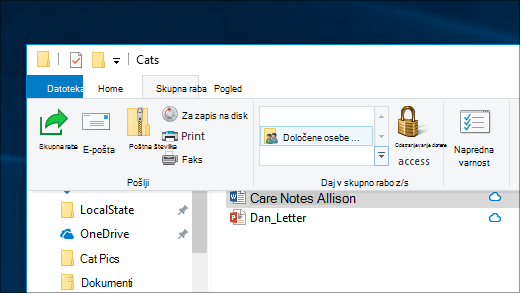 Cats
Datoteka Home Skupna raba Pogled
Skupna raba
E-pošta
Poštna številka
Za zapis na disk
Print
Faks
Določene osebe ...
Odstranjevanje
access
Napredna
varnost
Pošlji
Daj v skupno rabo z/s
Care Notes Allison
LocalState
Dan_Letter
OneDrive
Cat Pics
Dokumenti